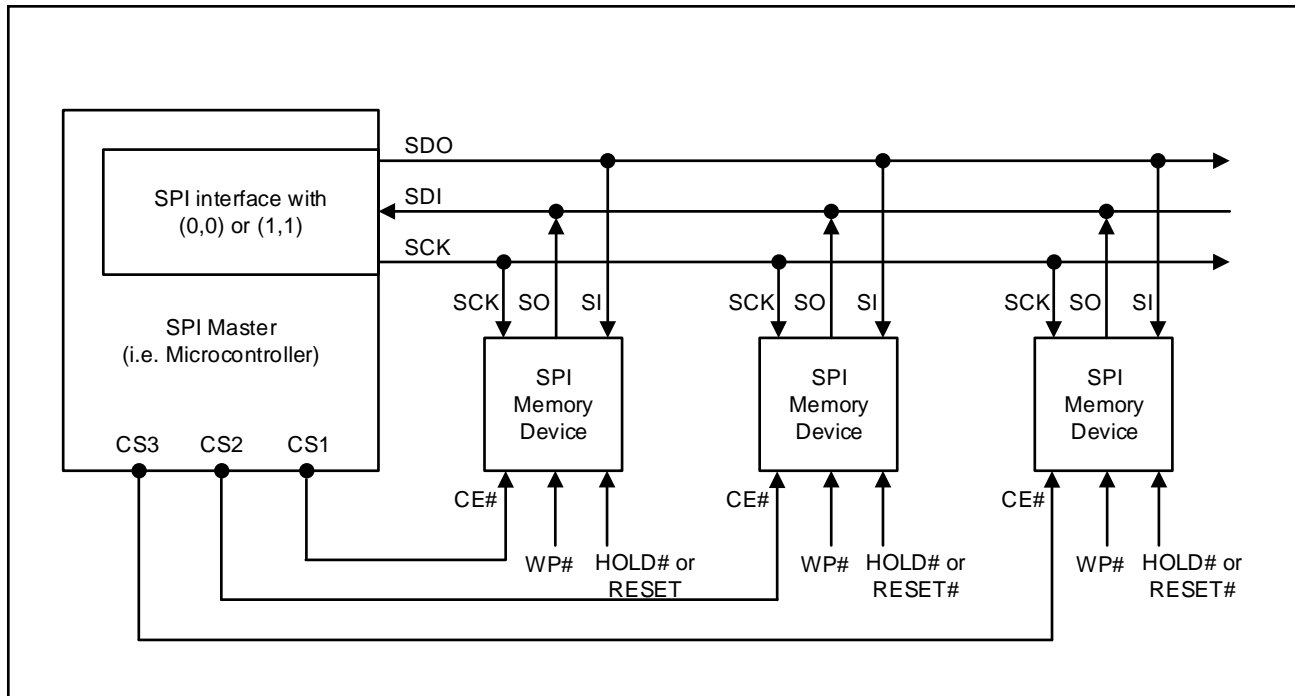 SDO
SPI interface with
(0,0) or (1,1)
SDI
SCK
SPI Master
(i.e. Microcontroller)
SCK SO SI
SCK SO SI
SCK SO SI
SPI
Memory
Device
SPI
Memory
Device
SPI
Memory
Device
CS3 CS2 CS1
CE#
CE#
CE#
WP#
HOLD# or
RESET
WP#
HOLD# or
RESET#
WP#
HOLD# or
RESET#